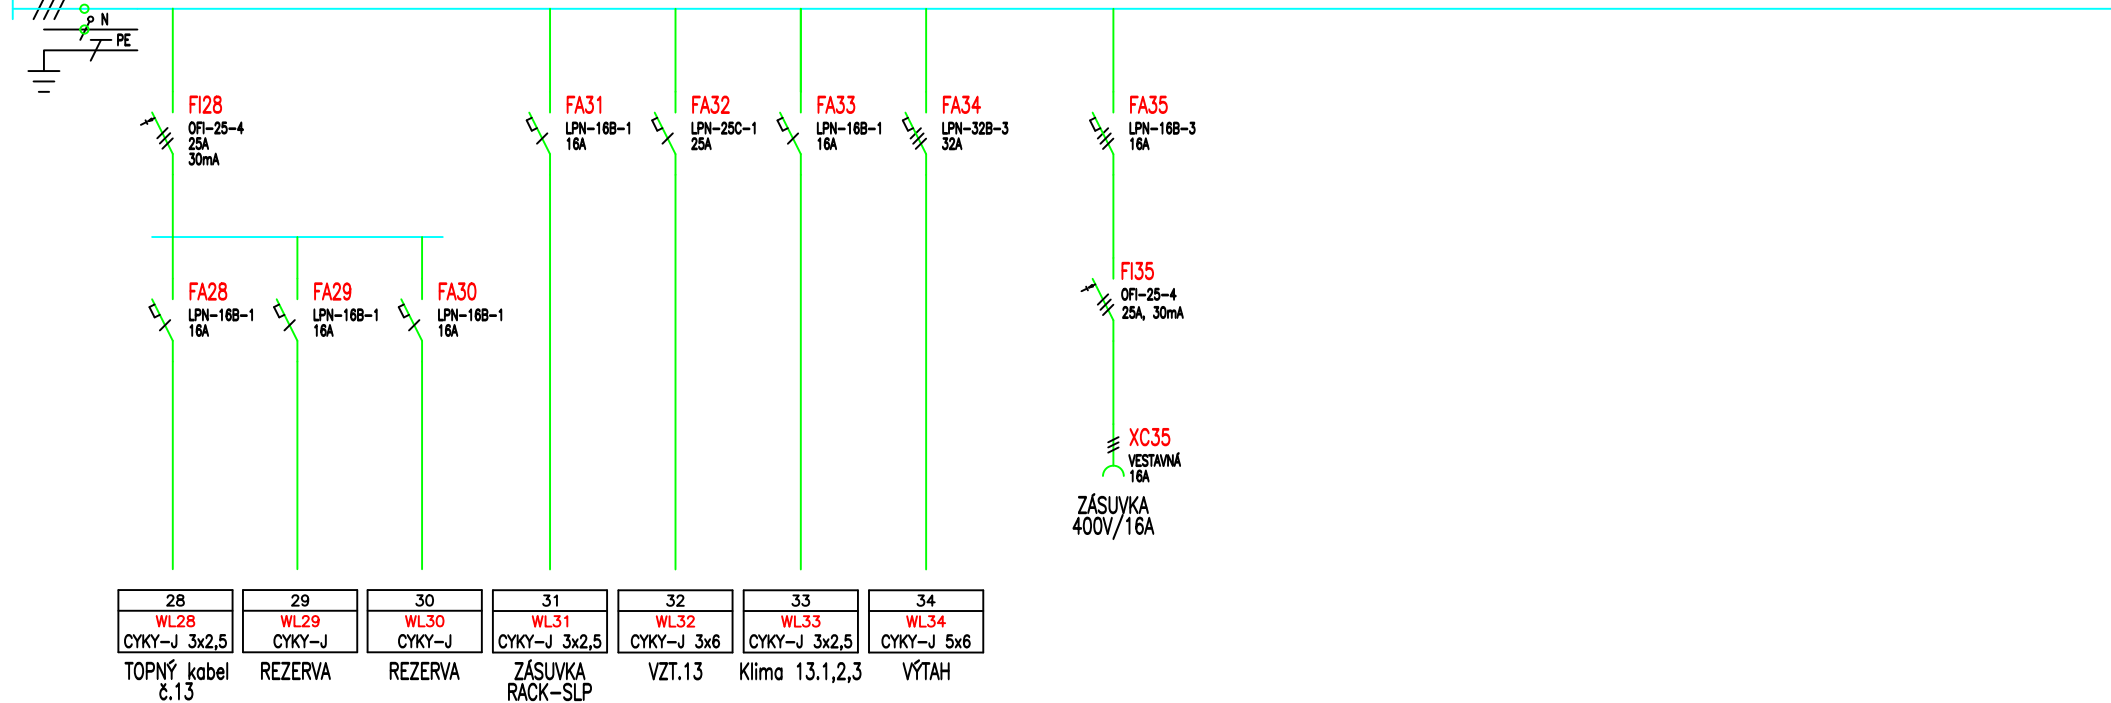 N
PE
FI28
OFI-25-4
25A
30mA
FA31
LPN-16B-1
16A
FA32
LPN-25C-1
25A
FA33
LPN-16B-1
16A
FA34
LPN-32B-3
32A
FA35
LPN-16B-3
16A
FA28
LPN-16B-1
16A
FA29
LPN-16B-1
16A
FA30
LPN-16B-1
16A
FI35
OFI-25-4
25A, 30mA
XC35
VESTAVNÁ
16A
ZÁSUVKA
400V/16A
28
WL28
CYKY-J 3x2,5
TOPNÝ kabel
č.13
29
WL29
CYKY-J
REZERVA
30
WL30
CYKY-J
REZERVA
31
WL31
CYKY-J 3x2,5
ZÁSUVKA
RACK-SLP
32
WL32
CYKY-J 3x6
VZT.13
33
WL33
CYKY-J 3x2,5
Klima 13.1,2,3
34
WL34
CYKY-J 5x6
VÝTAH